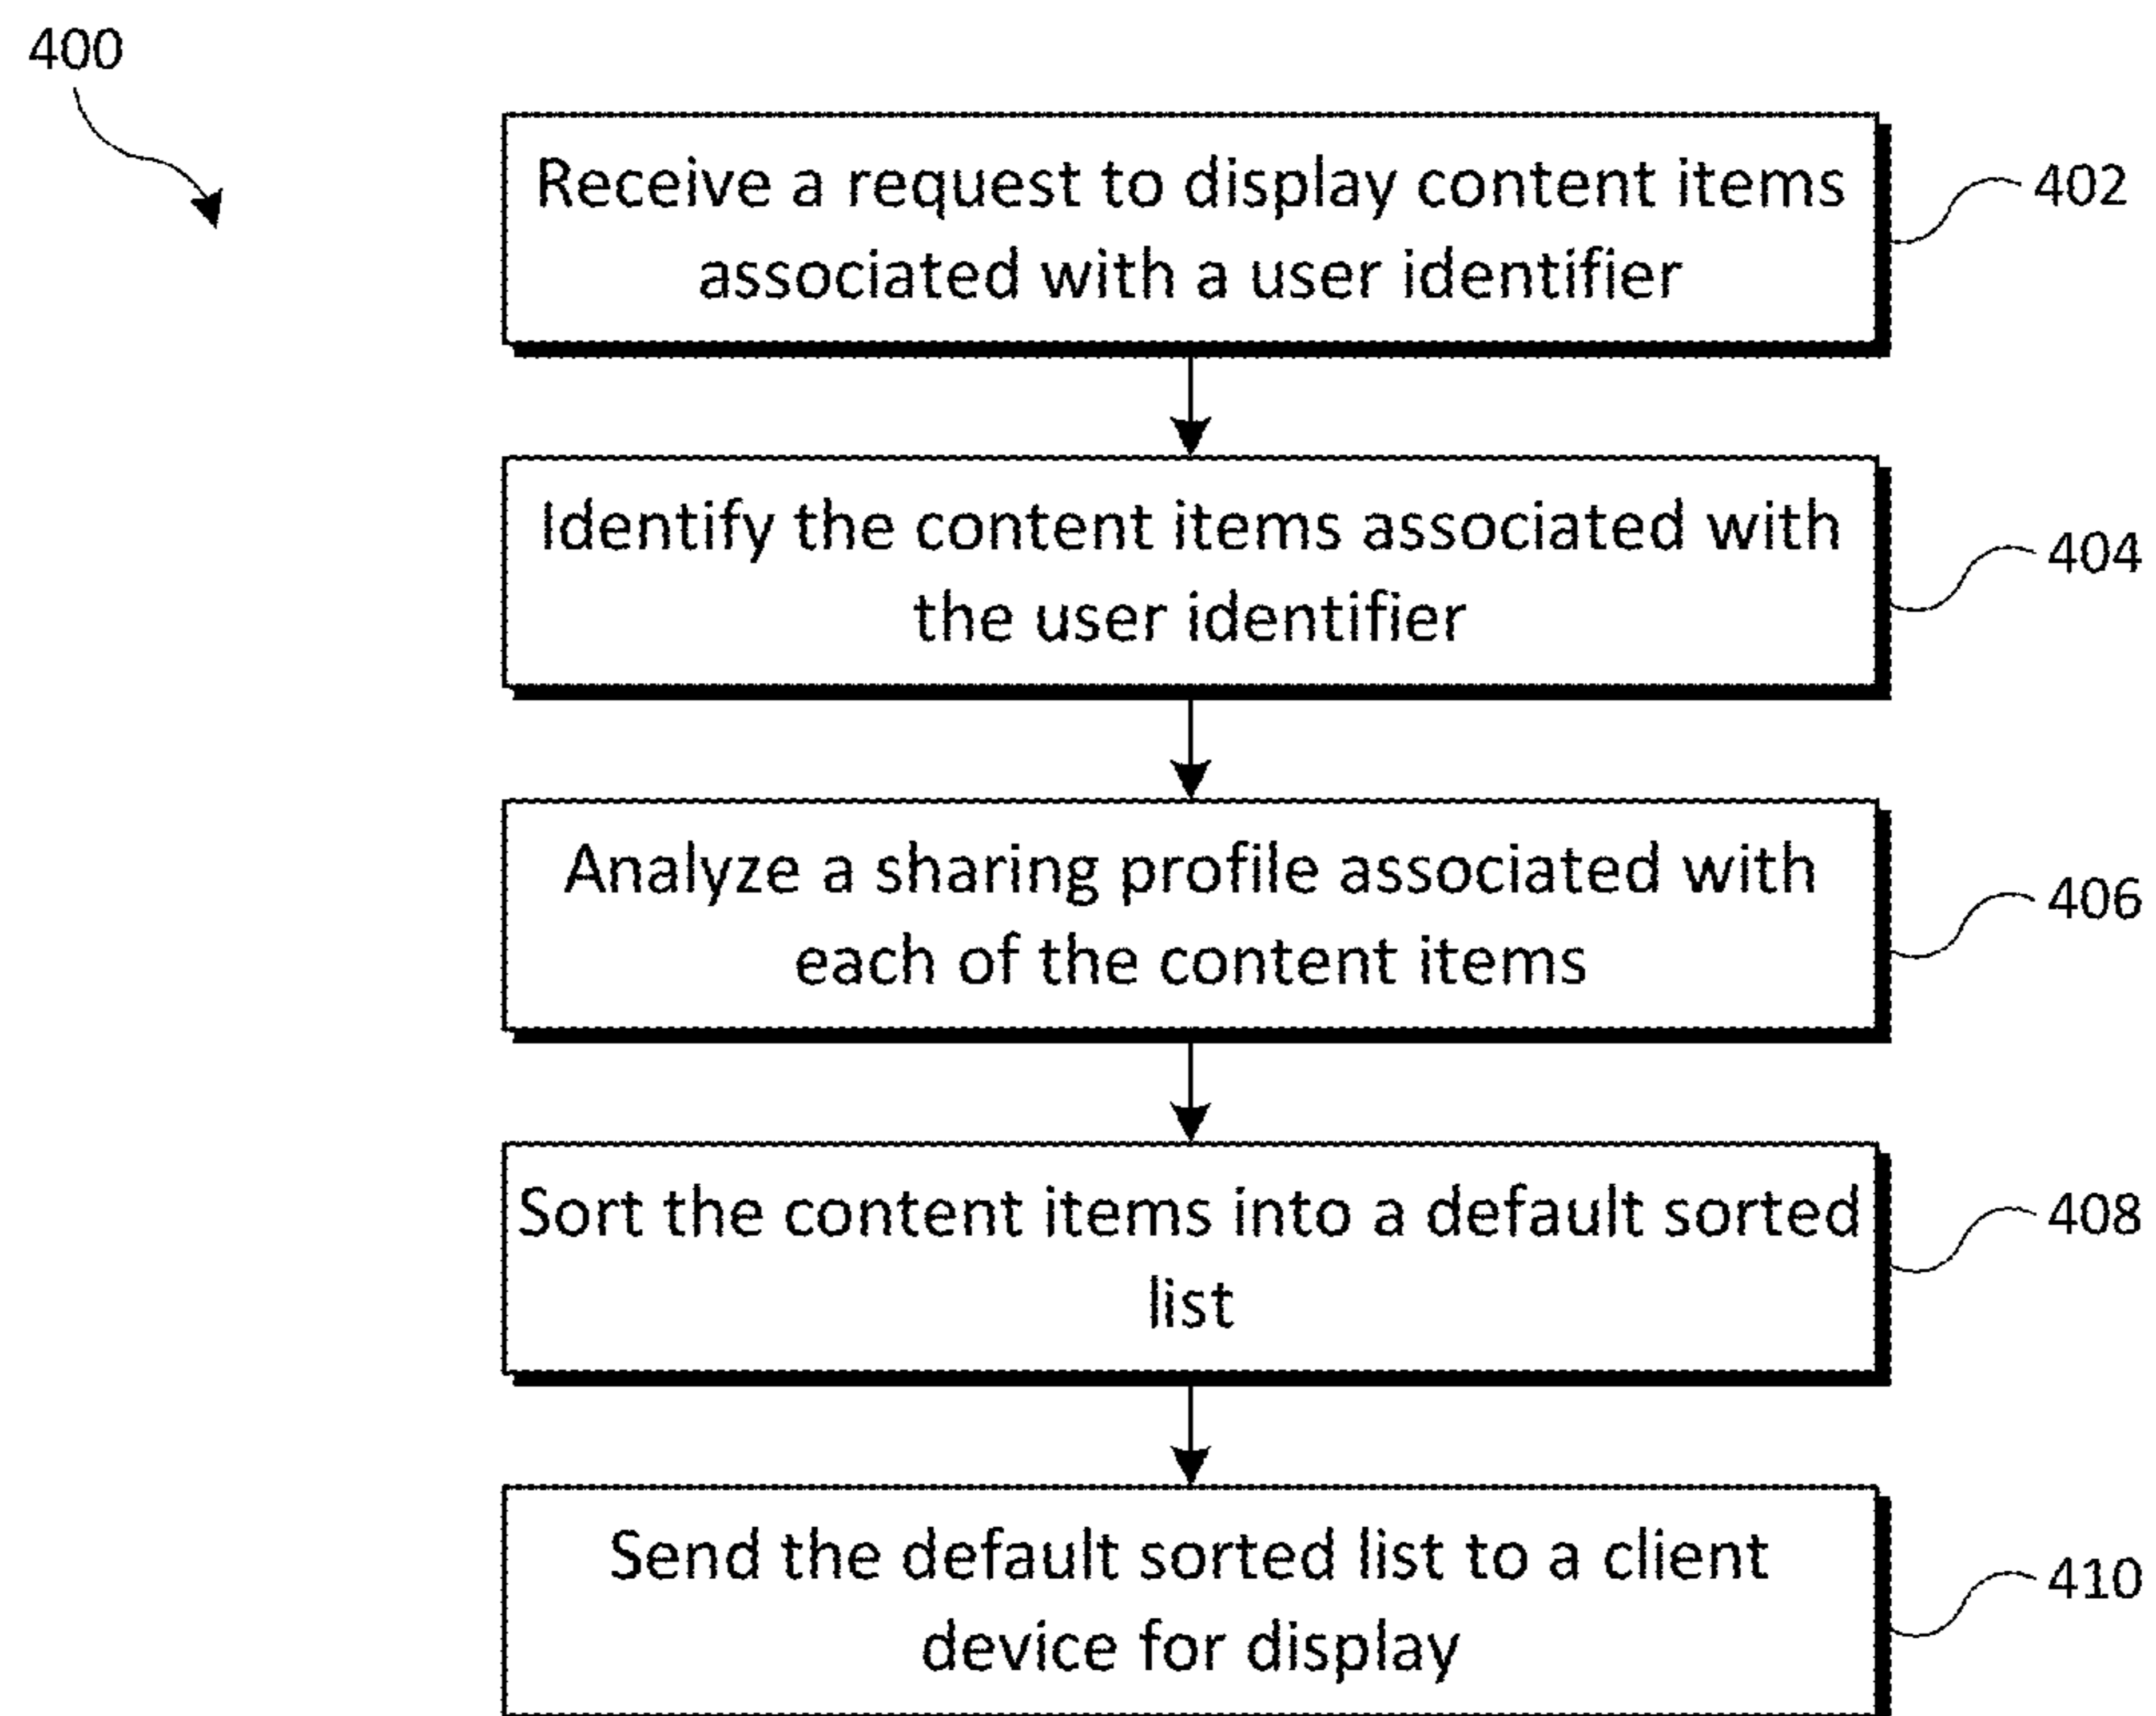 400
Receive a request to display content items
associated with a user identifier
402
Identify the content items associated with
the user identifier
404
Analyze a sharing profile associated with
each of the content items
406
Sort the content items into a default sorted
list
408
Send the default sorted list to a client
device for display
410